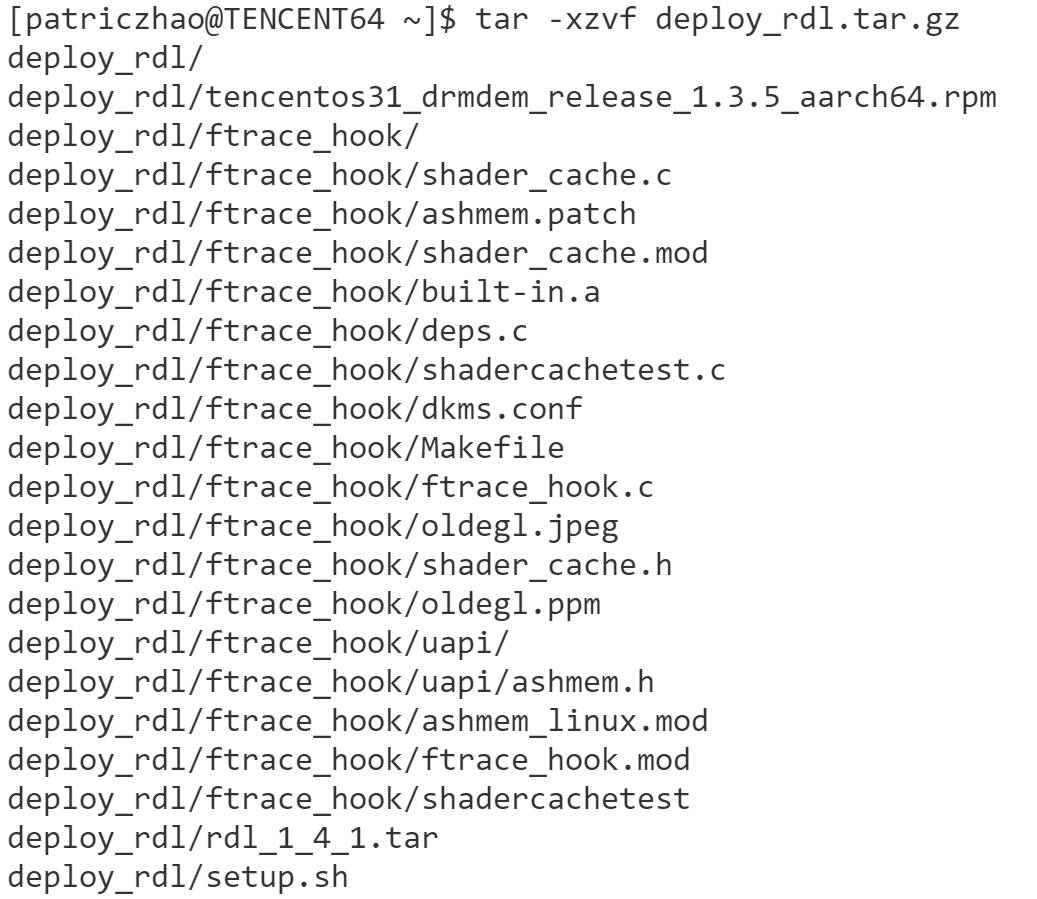 [patriczhao@TENCENT64 ~]$ tar -xzvf deploy_rdl.tar.gz
deploy_rdl/
deploy_rdl/tencentos31_drmdem_release_1.3.5_aarch64.rpm
deploy_rdl/ftrace_hook/
deploy_rdl/ftrace_hook/shader_cache.c
deploy_rdl/ftrace_hook/ashmem.patch
deploy_rdl/ftrace_hook/shader_cache.mod
deploy_rdl/ftrace_hook/built-in.a
deploy_rdl/ftrace_hook/deps.c
deploy_rdl/ftrace_hook/shadercachetest.c
deploy_rdl/ftrace_hook/dkms.conf
deploy_rdl/ftrace_hook/Makefile
deploy_rdl/ftrace_hook/ftrace_hook.c
deploy_rdl/ftrace_hook/oldegl.jpeg
deploy_rdl/ftrace_hook/shader_cache.h
deploy_rdl/ftrace_hook/oldegl.ppm
deploy_rdl/ftrace_hook/uapi/
deploy_rdl/ftrace_hook/uapi/ashmem.h
deploy_rdl/ftrace_hook/ashmem_linux.mod
deploy_rdl/ftrace_hook/ftrace_hook.mod
deploy_rdl/ftrace_hook/shadercachetest
deploy_rdl/rdl_1_4_1.tar
deploy_rdl/setup.sh